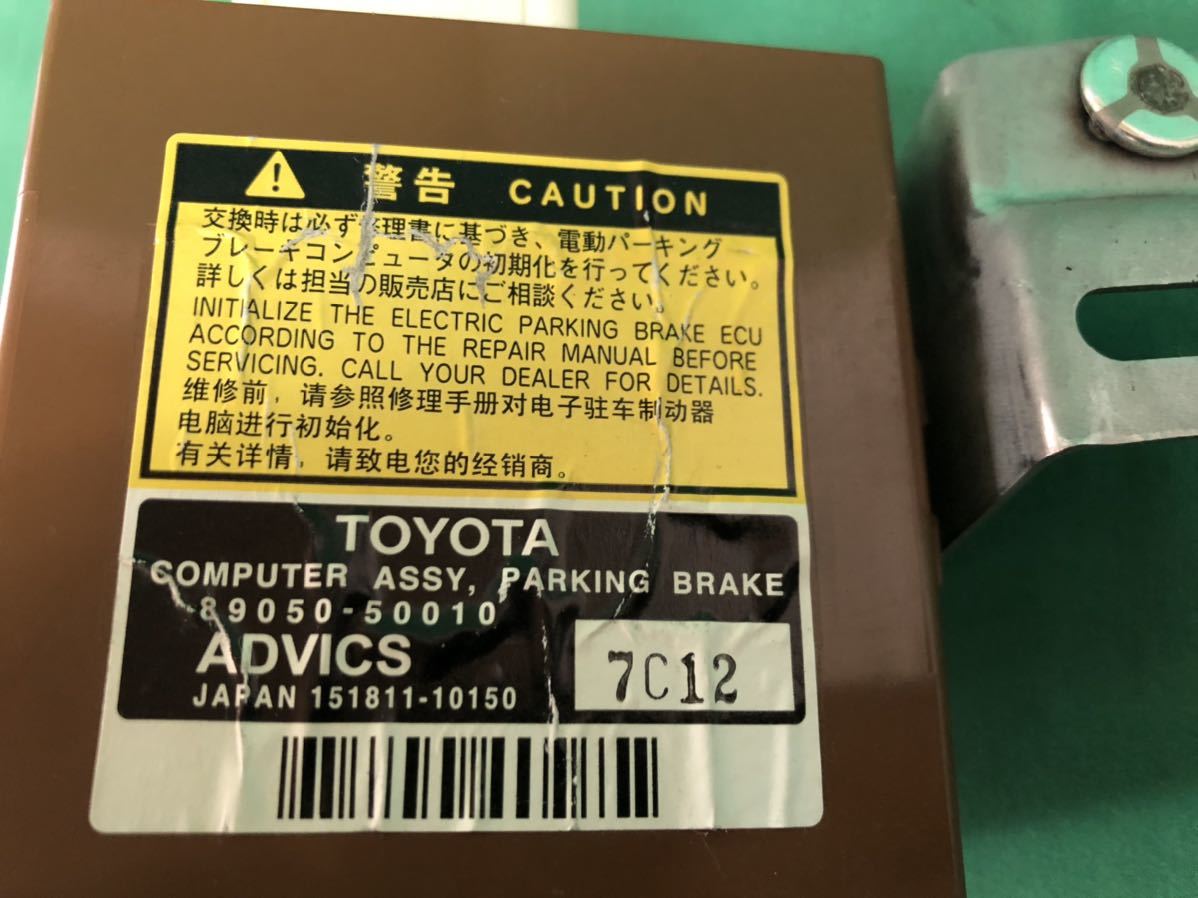 警告 CAUTION
交換時は必ず修理書に基づき、電動パーキング
ブレーキコンピュータの初期化を行ってください。
詳しくは担当の販売店にご相談ください。
INITIALIZE THE ELECTRIC PARKING BRAKE ECU
ACCORDING TO THE REPAIR MANUAL BEFORE
SERVICING. CALL YOUR DEALER FOR DETAILS.
维修前，请参照修理手册对电子驻车制动器
电脑进行初始化。
有关详情，请致电您的经销商。
TOYOTA
COMPUTER ASSY, PARKING BRAKE
89050-50010
ADVICS
JAPAN 151811-10150
7C12